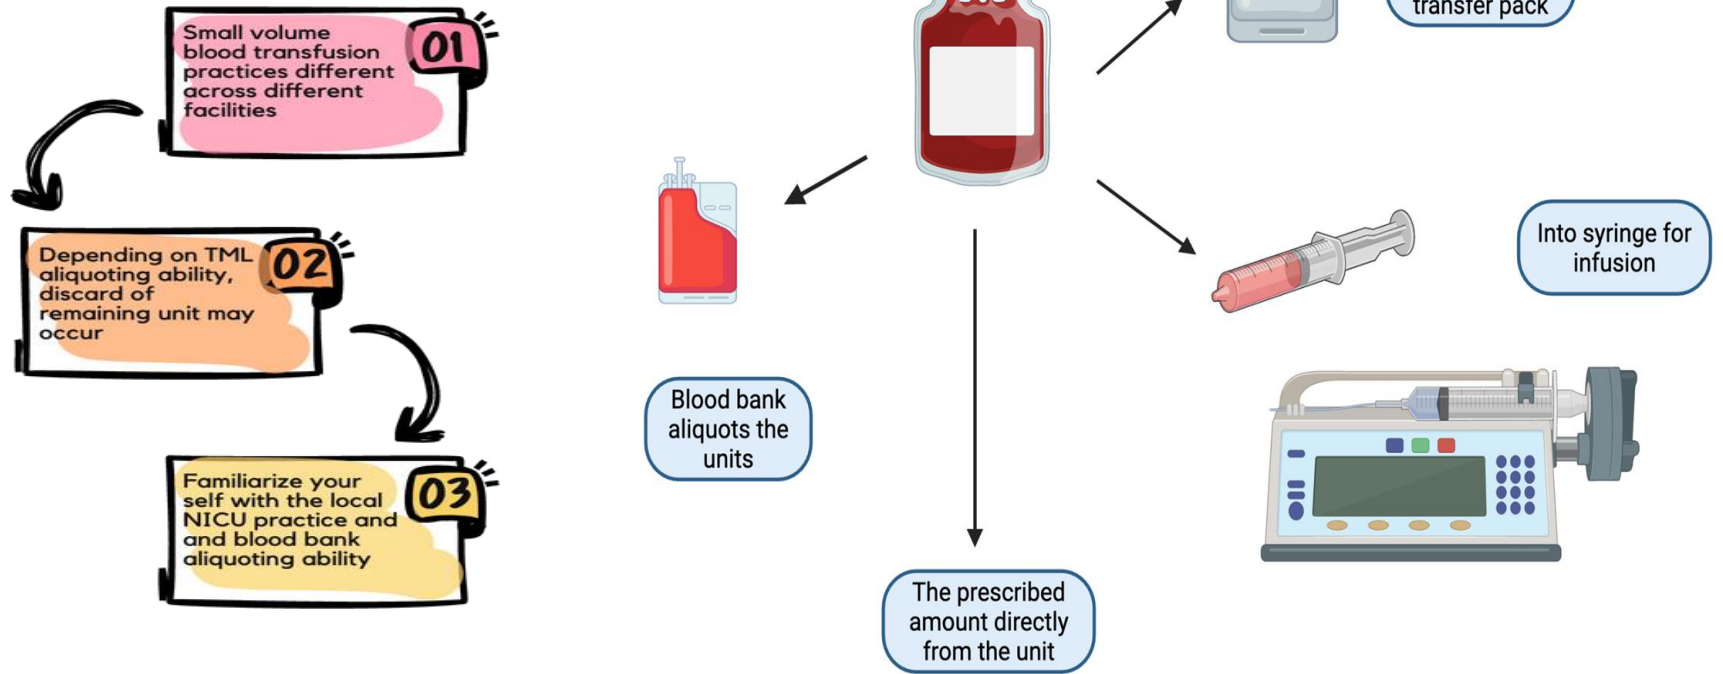 Small volume
blood transfusion
practices different
across different
facilities
01
Depending on TML
aliquoting ability,
discard of
remaining unit may
occur
02
Familiarize your
self with the local
NICU practice and
and blood bank
aliquoting ability
03
transfer pack
Into syringe for
infusion
Blood bank
aliquots the
units
The prescribed
amount directly
from the unit